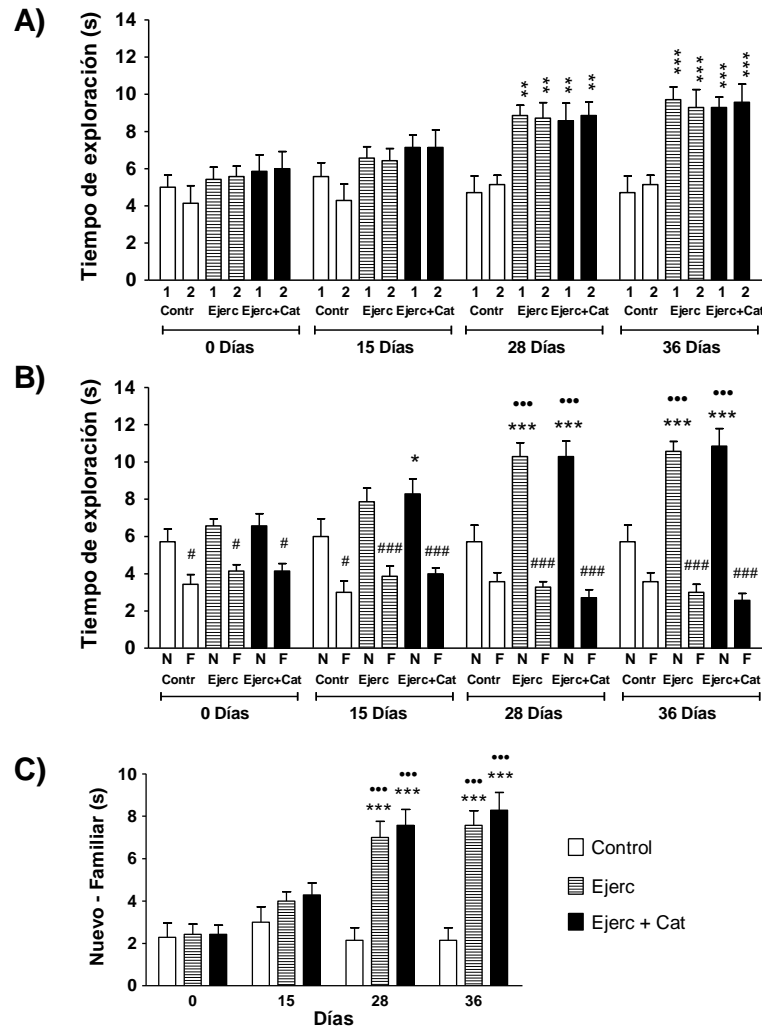 A)
Tiempo de exploración (s)
14
12
10
8
6
4
2
0
** ** ** ** *** *** *** ***
1 2 1 2 1 2 1 2 1 2 1 2 1 2 1 2 1 2 1 2 1 2 1 2
Contr Ejerc Ejerc+Cat Contr Ejerc Ejerc+Cat Contr Ejerc Ejerc+Cat Contr Ejerc Ejerc+Cat
0 Días 15 Días 28 Días 36 Días
B)
Tiempo de exploración (s)
14
12
10
8
6
4
2
0
••• ••• ••• •••
*** *** *** ***
*
# # # # ### ### ### ### ### ###
N F N F N F N F N F N F N F N F N F N F N F N F
Contr Ejerc Ejerc+Cat Contr Ejerc Ejerc+Cat Contr Ejerc Ejerc+Cat Contr Ejerc Ejerc+Cat
0 Días 15 Días 28 Días 36 Días
C)
Nuevo - Familiar (s)
10
8
6
4
2
0
••• ••• ••• •••
*** *** *** ***
0 15 28 36
Días
Control
Ejerc
Ejerc + Cat